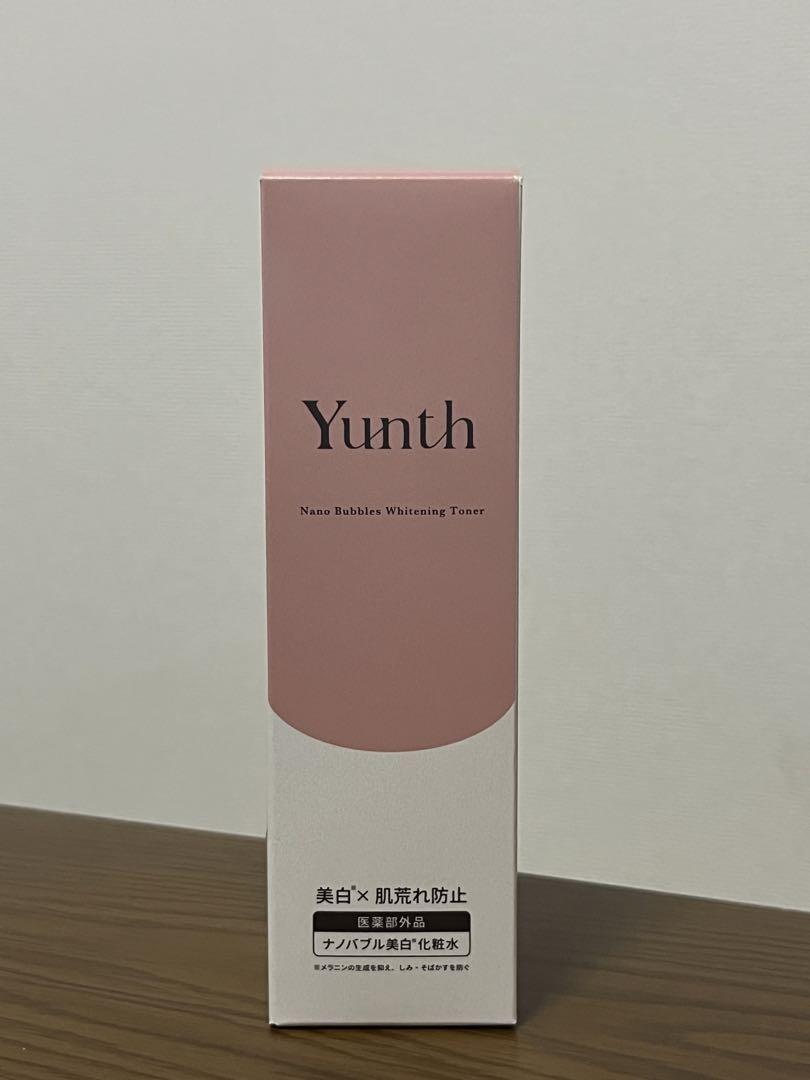 Yunth
Nano Bubbles Whitening Toner
美白※× 肌荒れ防止
医薬部外品
ナノバブル美白※化粧水
※メラニンの生成を抑え、しみ・そばかすを防ぐ